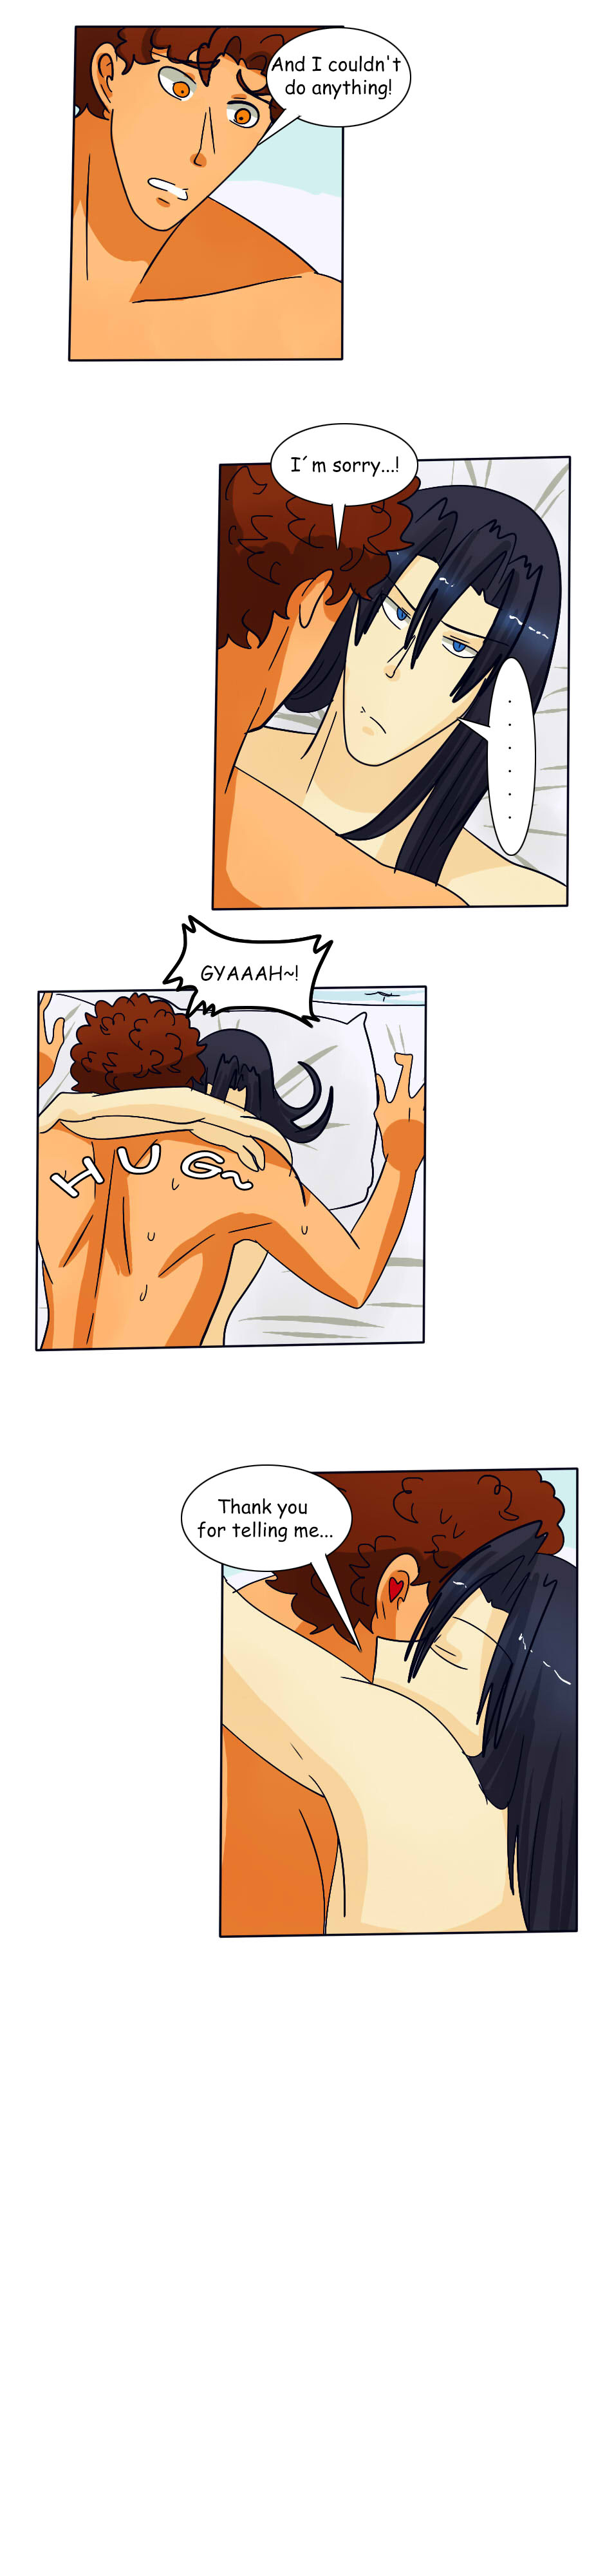 And I couldn't
do anything!
I´m sorry...!
. . . . . .
GYAAAH~!
HUG~
Thank you
for telling me...